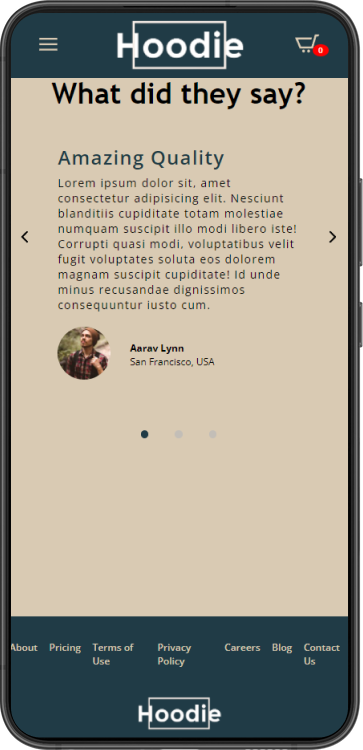 Hoodie
0
What did they say?
Amazing Quality
Lorem ipsum dolor sit, amet
consectetur adipisicing elit. Nesciunt
blanditiis cupiditate totam molestiae
numquam suscipit illo modi libero iste!
Corrupti quasi modi, voluptatibus velit
fugit voluptates soluta eos dolorem
magnam suscipit cupiditate! Id unde
minus recusandae dignissimos
consequuntur iusto cum.
Aarav Lynn
San Francisco, USA
About Pricing Terms of Privacy Careers Blog Contact
Use Policy Us
Hoodie